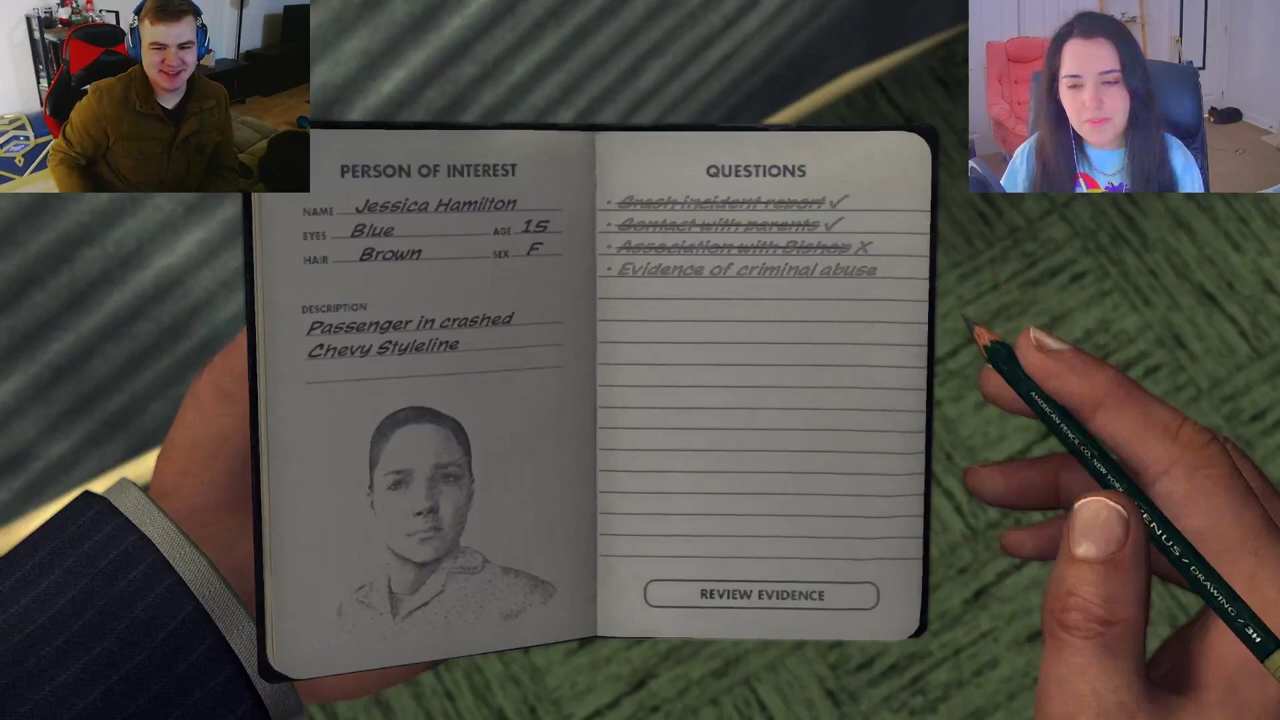 PERSON OF INTEREST
NAME Jessica Hamilton
EYES Blue AGE 15
HAIR Brown SEX F
DESCRIPTION
Passenger in crashed
Chevy Styleline
QUESTIONS
• Crash incident report ✓
• Contact with parents ✓
• Association with Bishop X
• Evidence of criminal abuse
REVIEW EVIDENCE
AMERICAN PENCIL CO. NEW YORK VENUS / DRAWING / 3H